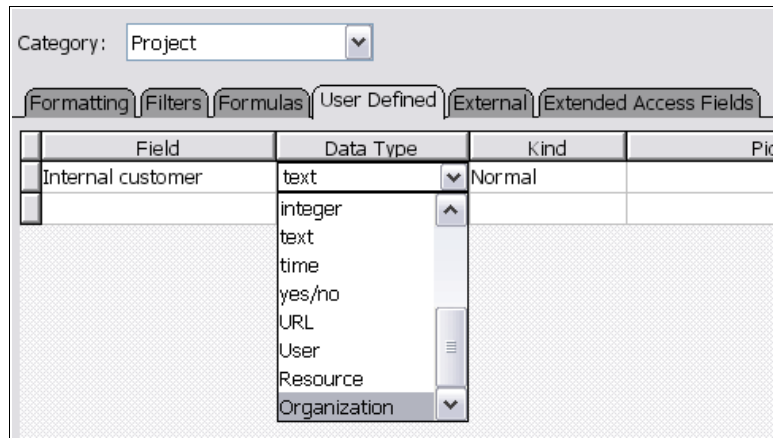 Category: Project
Formatting Filters Formulas User Defined External Extended Access Fields
Field Data Type Kind Pic
Internal customer text Normal
integer
text
time
yes/no
URL
User
Resource
Organization